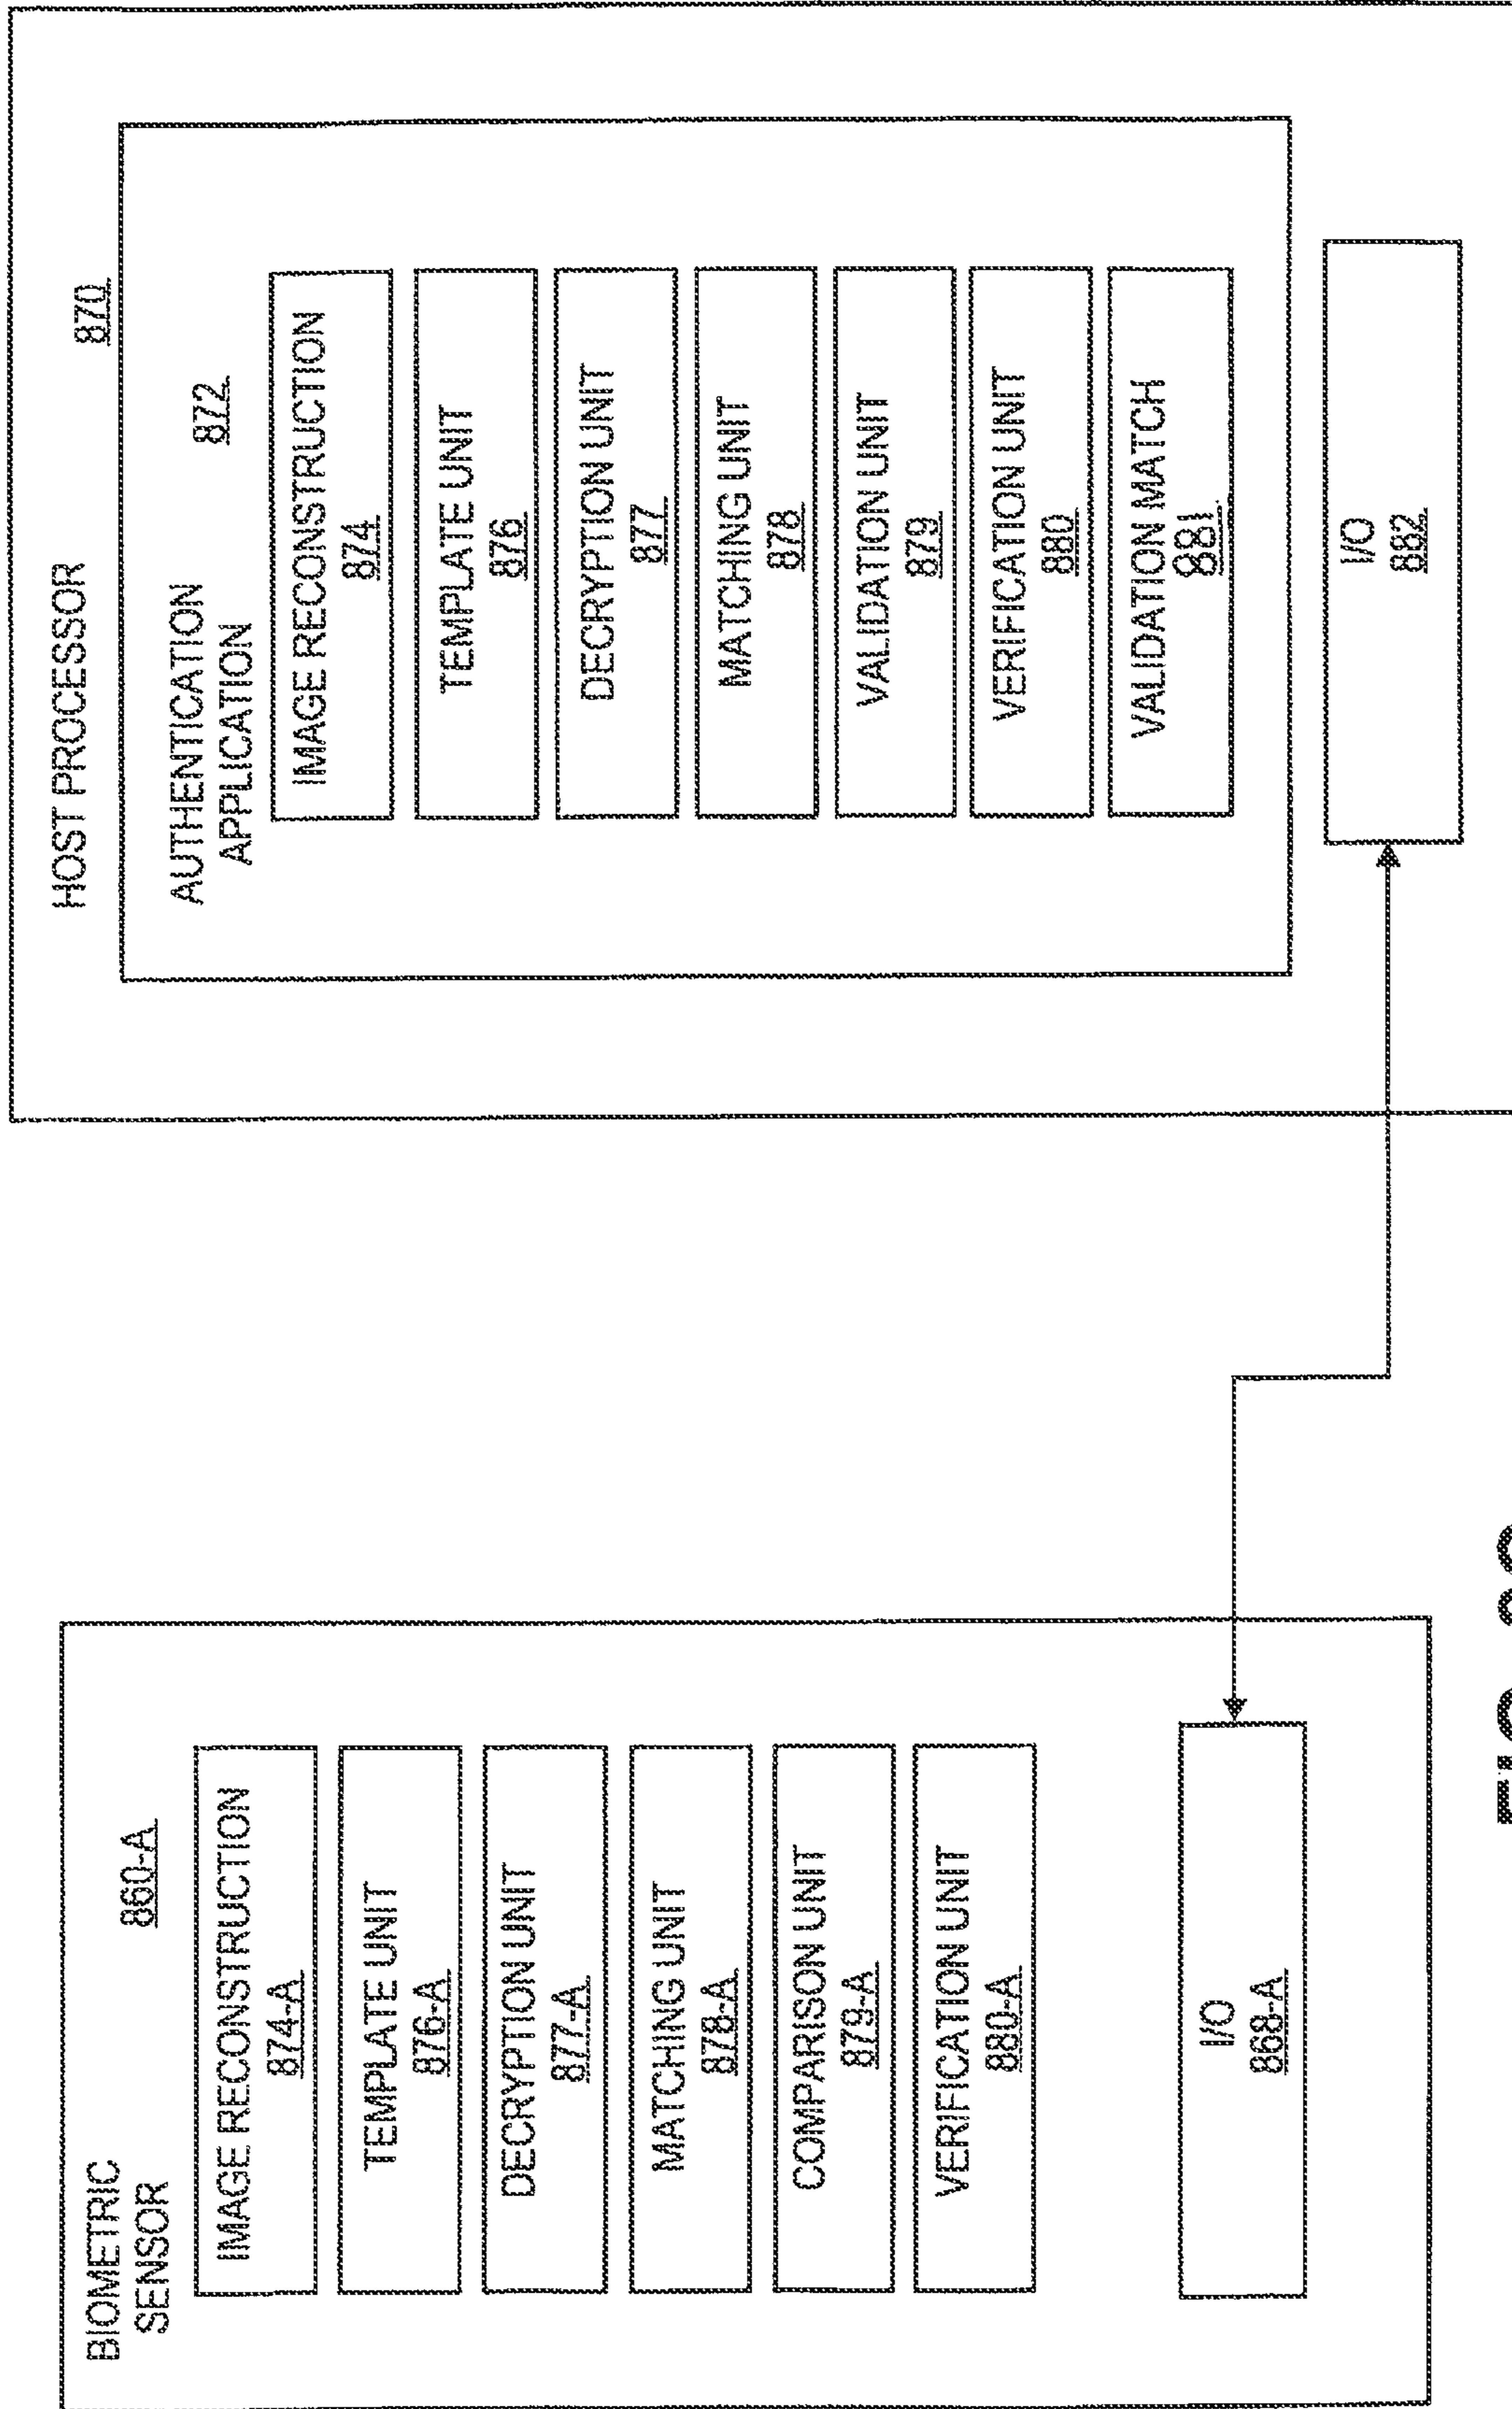 BIOMETRIC
SENSOR
860-A
IMAGE RECONSTRUCTION
874-A
TEMPLATE UNIT
876-A
DECRYPTION UNIT
877-A
MATCHING UNIT
878-A
COMPARISON UNIT
879-A
VERIFICATION UNIT
880-A
I/O
868-A
HOST PROCESSOR
870
AUTHENTICATION
APPLICATION
872
IMAGE RECONSTRUCTION
874
TEMPLATE UNIT
876
DECRYPTION UNIT
877
MATCHING UNIT
878
VALIDATION UNIT
879
VERIFICATION UNIT
880
VALIDATION MATCH
881
I/O
882